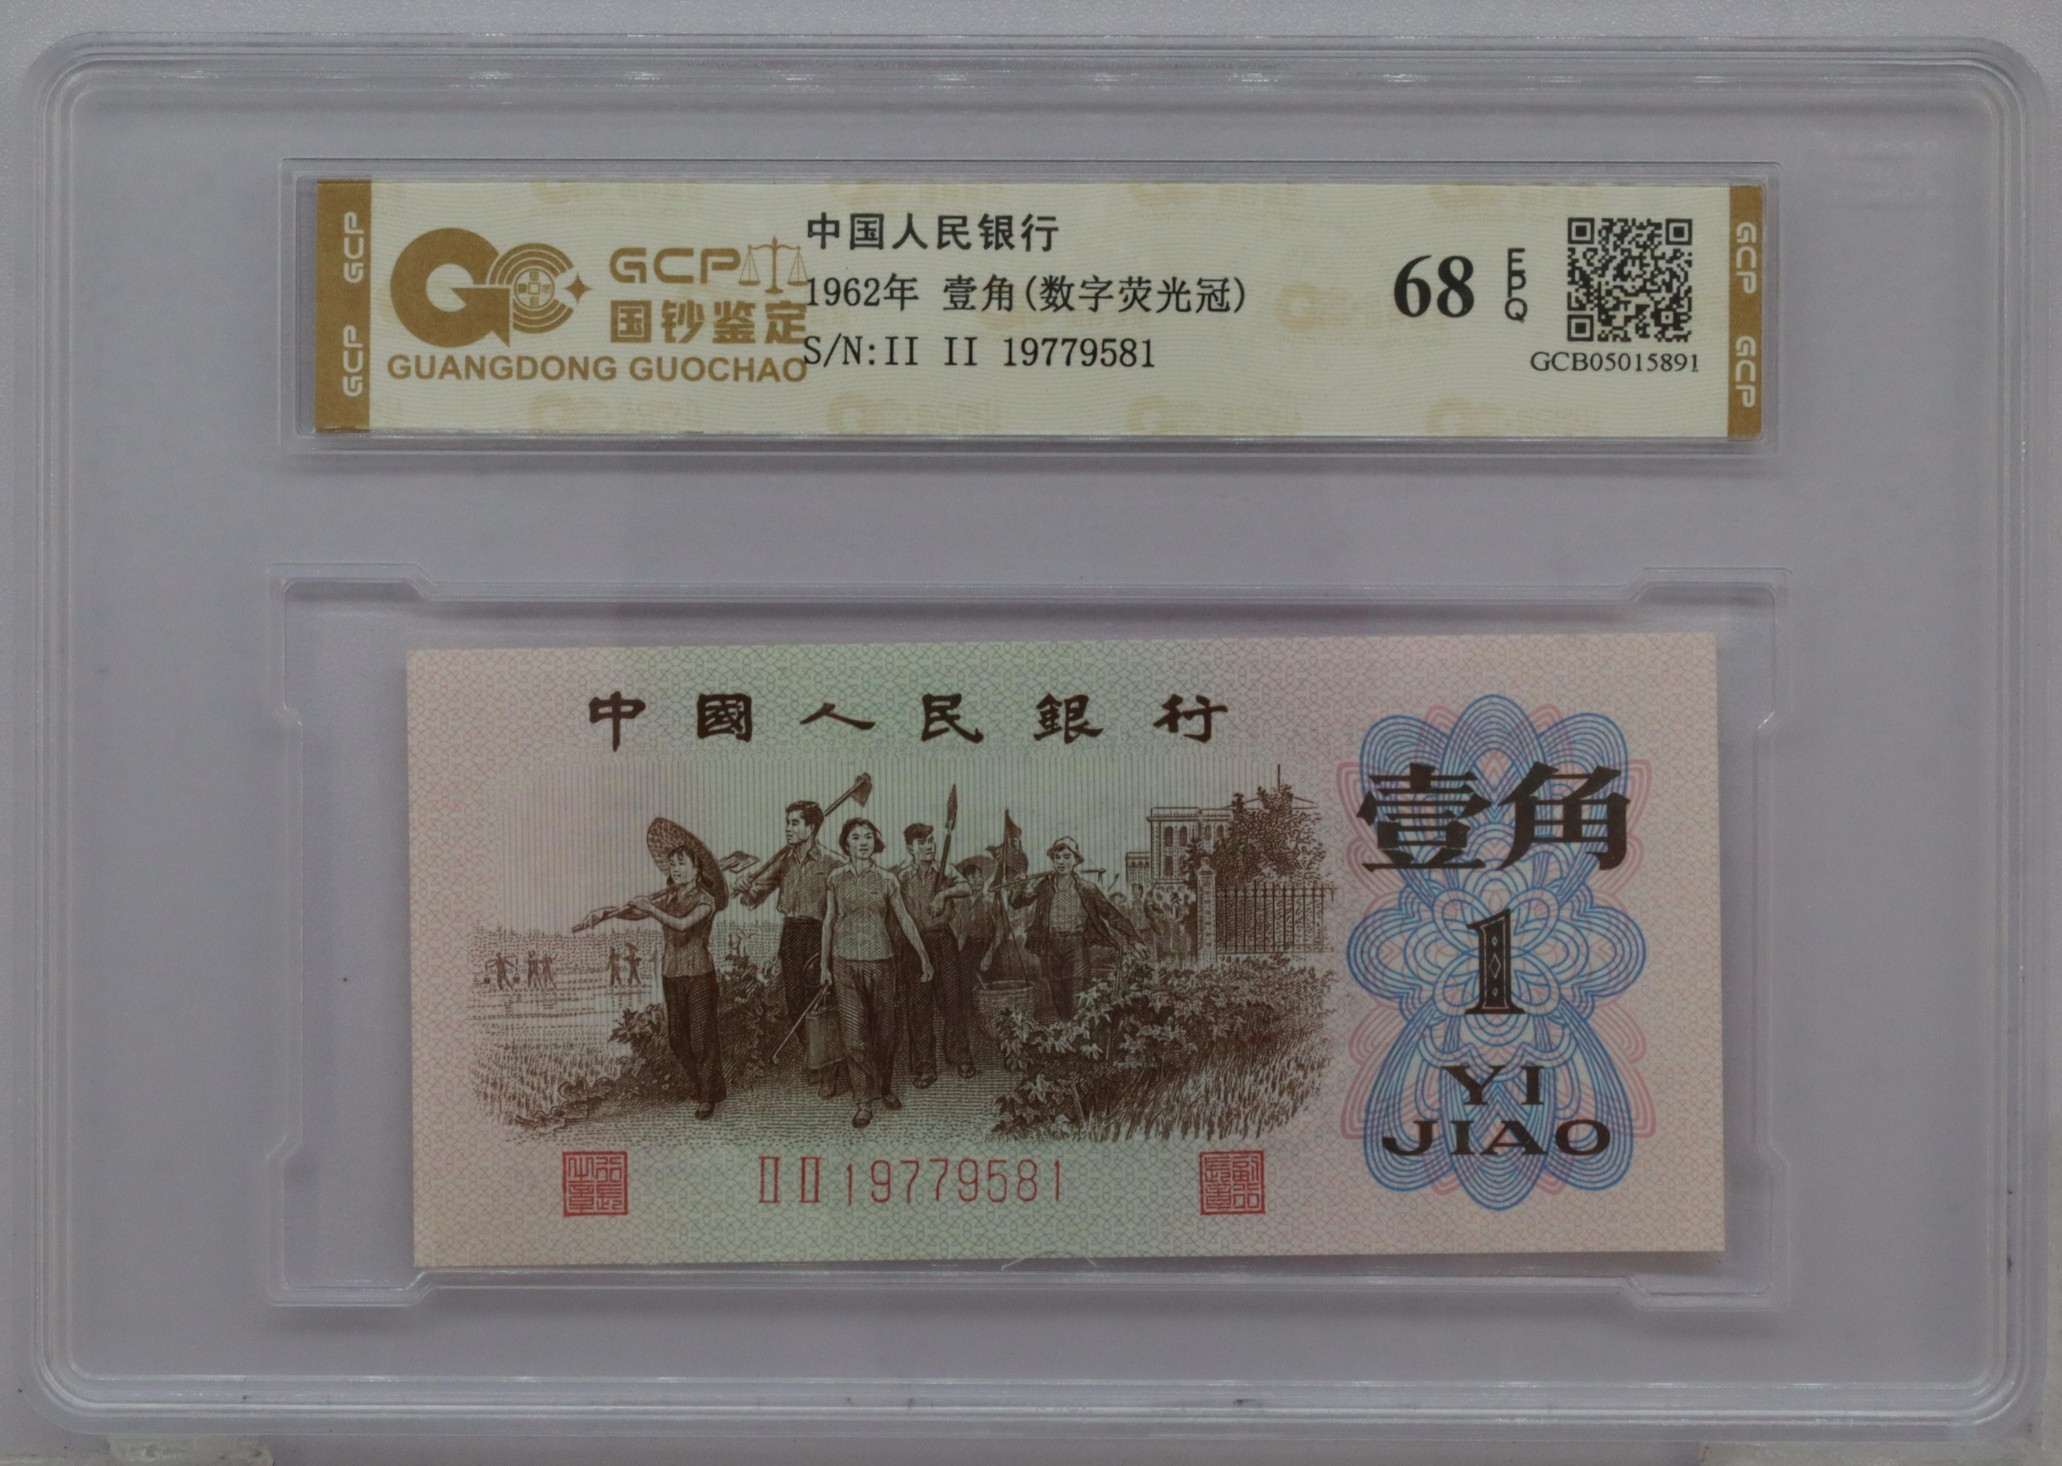 GCP
国钞鉴定
GUANGDONG GUOCHAO
中国人民银行
1962年 壹角(数字荧光冠)
S/N:II II 19779581
68 EPQ
GCB05015891
GCP GCP
GCP GCP
中國人民銀行
壹角
1
YI
JIAO
II II 19779581